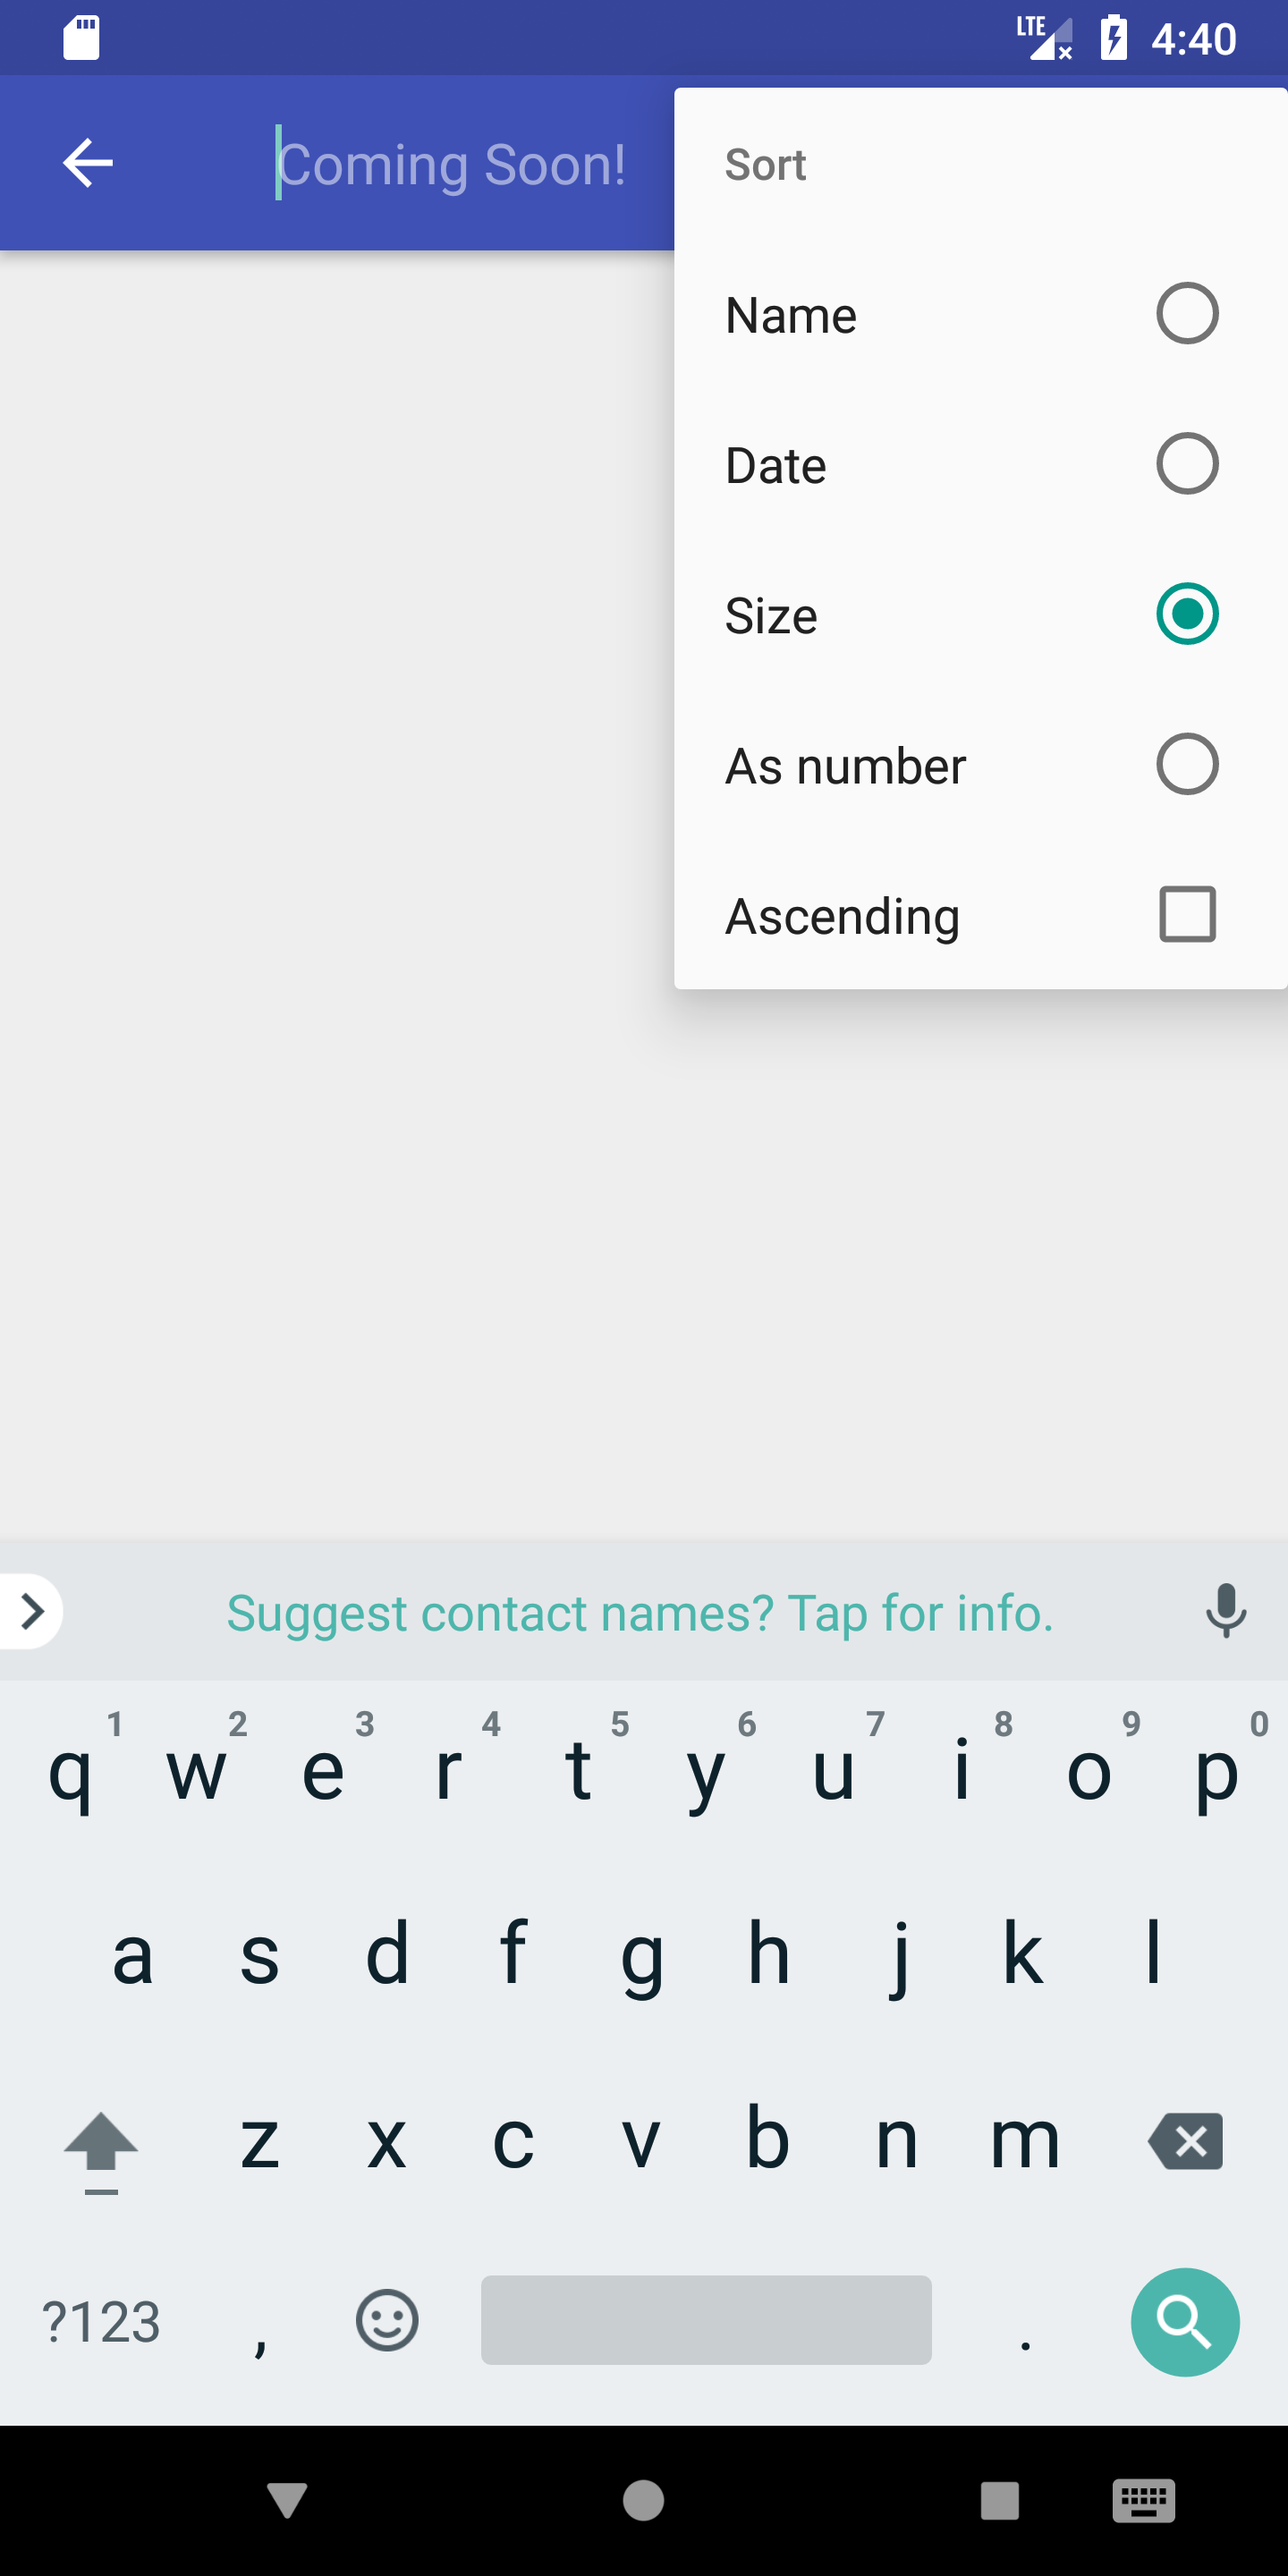 LTE 4:40
Coming Soon!
Sort
Name
Date
Size
As number
Ascending
Suggest contact names? Tap for info.
1 2 3 4 5 6 7 8 9 0
q w e r t y u i o p
a s d f g h j k l
z x c v b n m
?123 , .